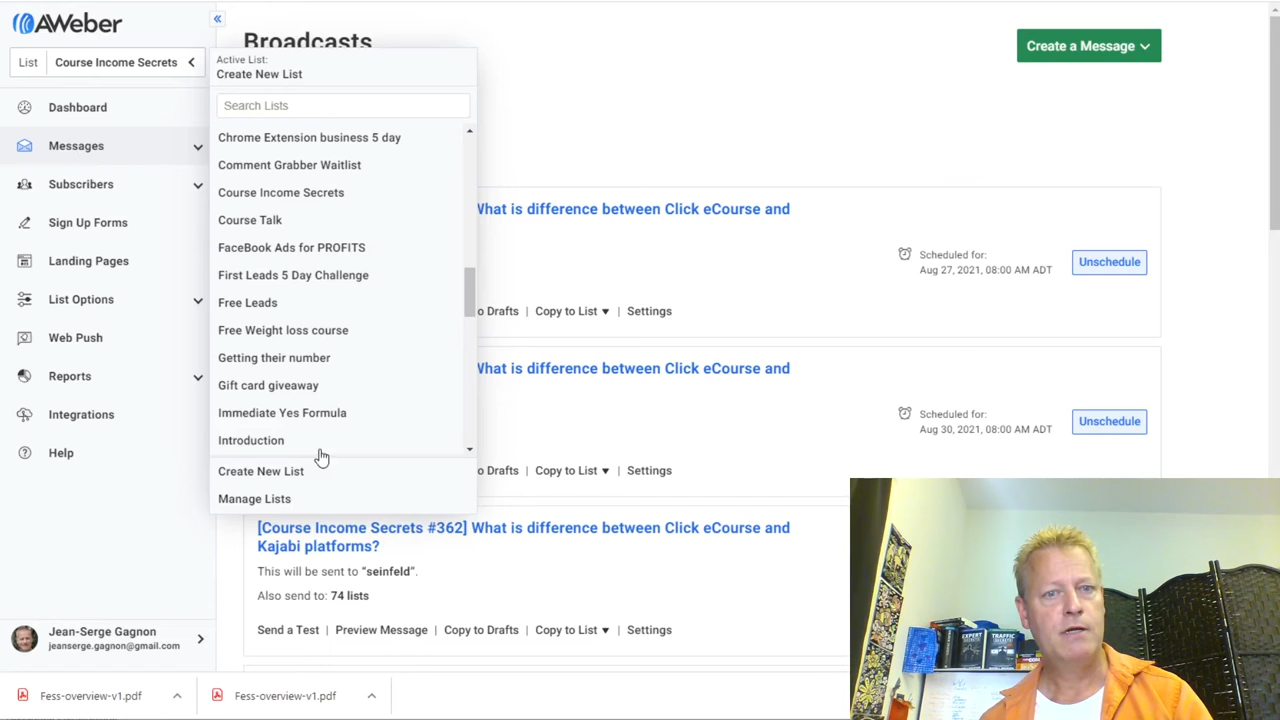 AWeber
«
Broadcasts
Create a Message
List Course Income Secrets
Active List:
Create New List
Search Lists
Dashboard
Messages
Subscribers
Sign Up Forms
Landing Pages
List Options
Web Push
Reports
Integrations
Help
Chrome Extension business 5 day
Comment Grabber Waitlist
Course Income Secrets
Course Talk
FaceBook Ads for PROFITS
First Leads 5 Day Challenge
Free Leads
Free Weight loss course
Getting their number
Gift card giveaway
Immediate Yes Formula
Introduction
Create New List
Manage Lists
What is difference between Click eCourse and
Scheduled for:
Aug 27, 2021, 08:00 AM ADT
Unschedule
o Drafts | Copy to List ▼ | Settings
What is difference between Click eCourse and
Scheduled for:
Aug 30, 2021, 08:00 AM ADT
Unschedule
o Drafts | Copy to List ▼ | Settings
[Course Income Secrets #362] What is difference between Click eCourse and
Kajabi platforms?
This will be sent to “seinfeld”.
Also send to: 74 lists
Send a Test | Preview Message | Copy to Drafts | Copy to List ▼ | Settings
Jean-Serge Gagnon
jeanserge.gagnon@gmail.com
Fess-overview-v1.pdf
Fess-overview-v1.pdf
EXPERT
SECRETS
TRAFFIC
SECRETS